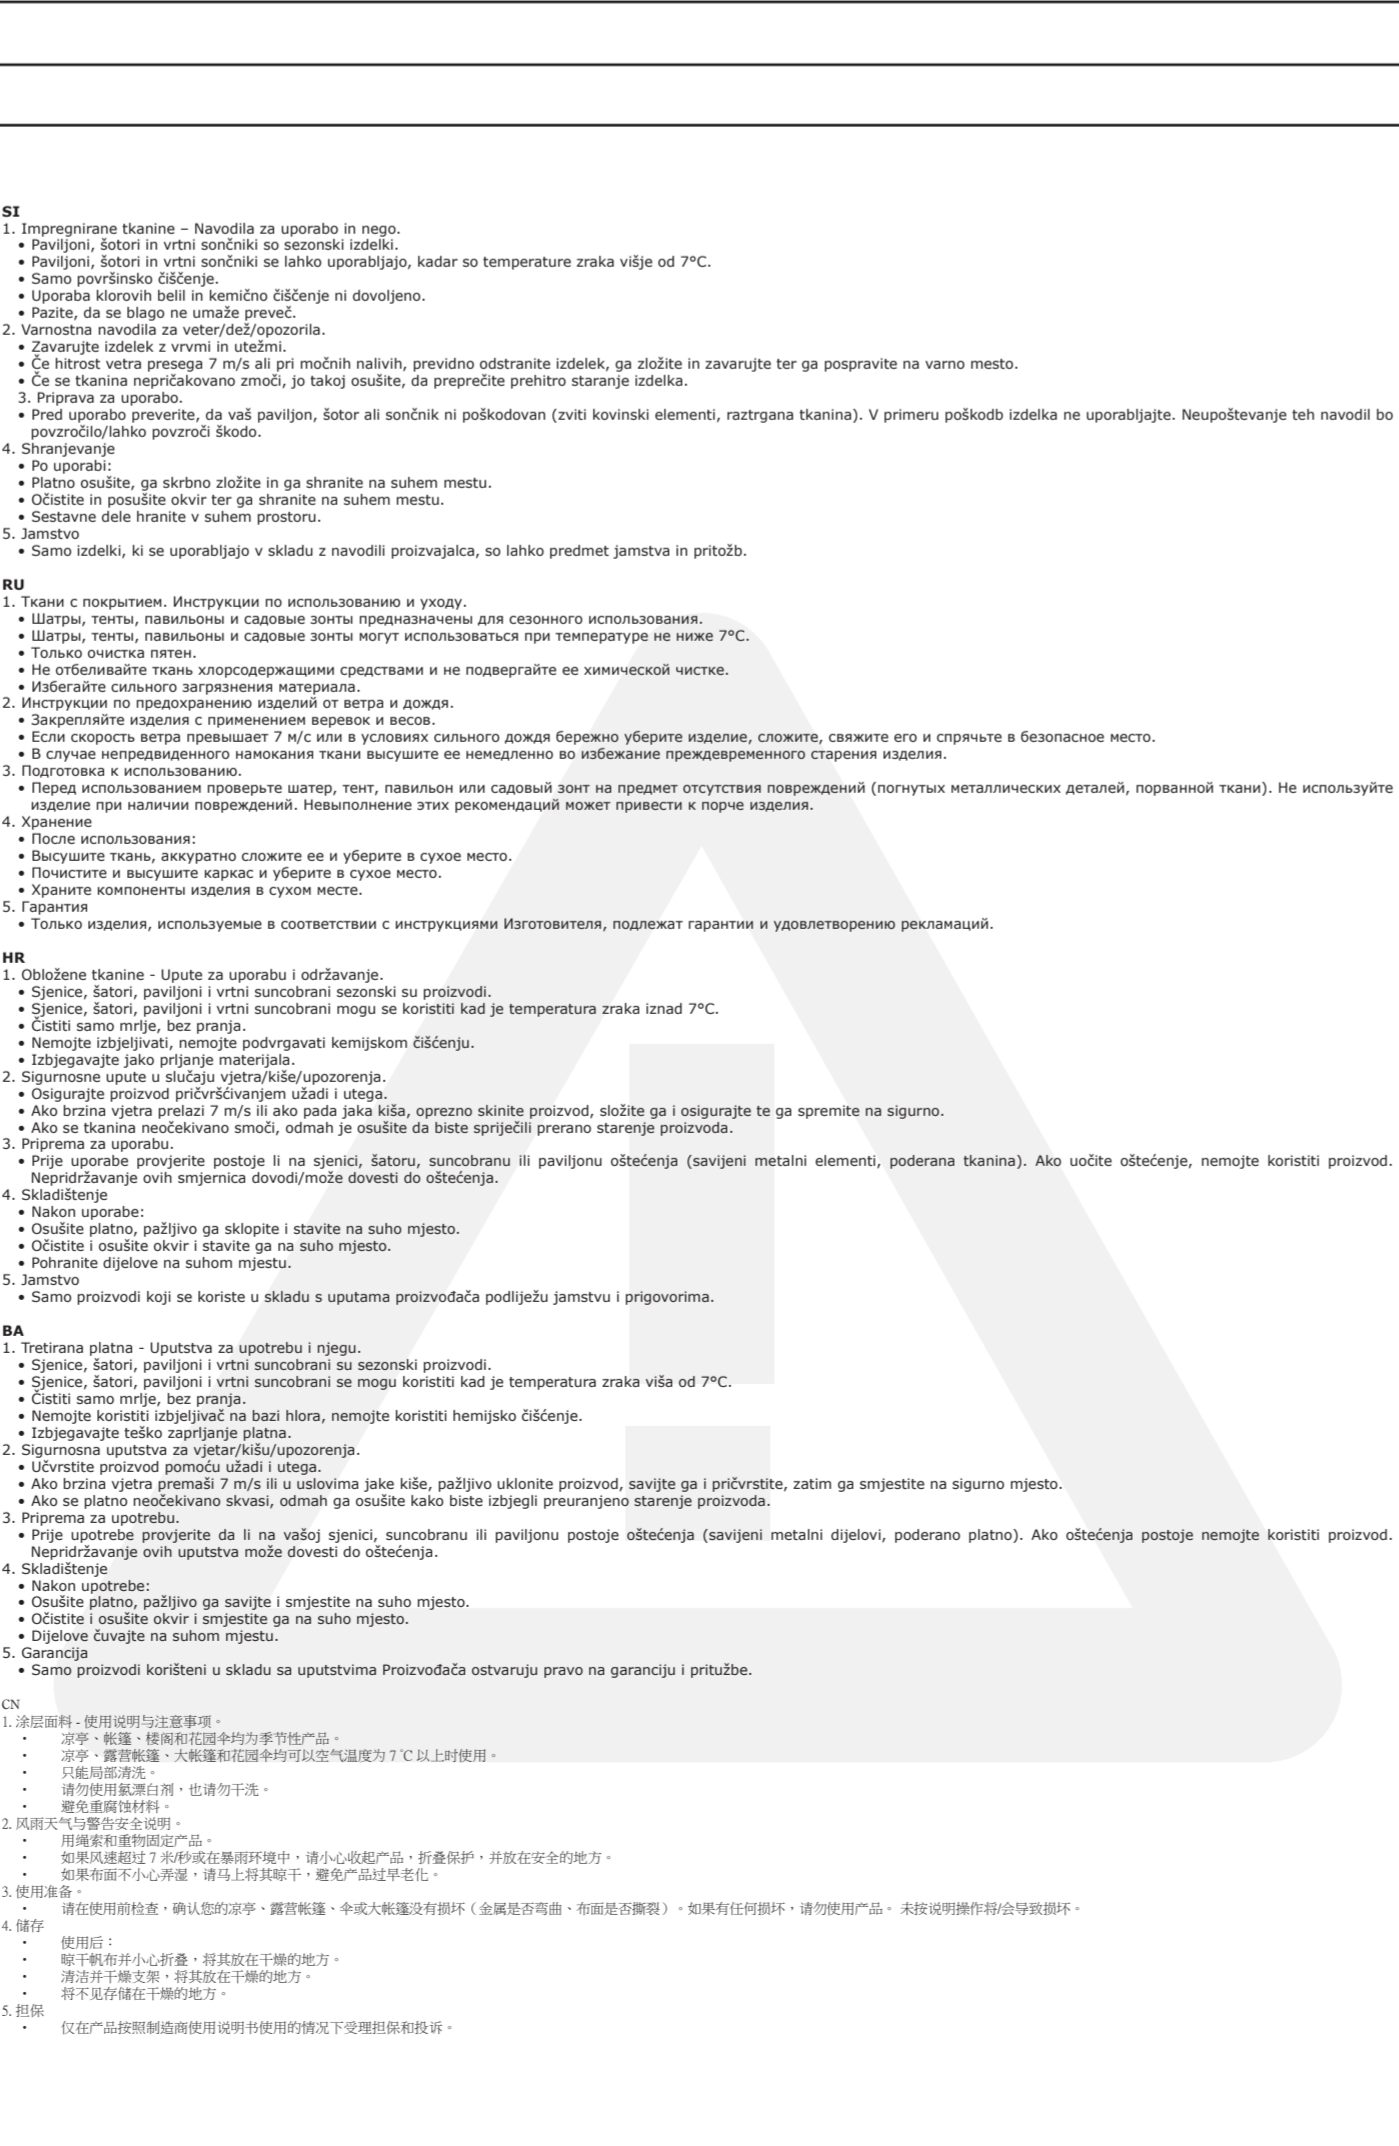 SI
1. Impregnirane tkanine – Navodila za uporabo in nego.
• Paviljoni, šotori in vrtni sončniki so sezonski izdelki.
• Paviljoni, šotori in vrtni sončniki se lahko uporabljajo, kadar so temperature zraka višje od 7°C.
• Samo površinsko čiščenje.
• Uporaba klorovih belil in kemično čiščenje ni dovoljeno.
• Pazite, da se blago ne umaže preveč.
2. Varnostna navodila za veter/dež/opozorila.
• Zavarujte izdelek z vrvmi in utežmi.
• Če hitrost vetra presega 7 m/s ali pri močnih nalivih, previdno odstranite izdelek, ga zložite in zavarujte ter ga pospravite na varno mesto.
• Če se tkanina nepričakovano zmoči, jo takoj osušite, da preprečite prehitro staranje izdelka.
3. Priprava za uporabo.
• Pred uporabo preverite, da vaš paviljon, šotor ali sončnik ni poškodovan (zviti kovinski elementi, raztrgana tkanina). V primeru poškodb izdelka ne uporabljajte. Neupoštevanje teh navodil bo
povzročilo/lahko povzroči škodo.
4. Shranjevanje
• Po uporabi:
• Platno osušite, ga skrbno zložite in ga shranite na suhem mestu.
• Očistite in posušite okvir ter ga shranite na suhem mestu.
• Sestavne dele hranite v suhem prostoru.
5. Jamstvo
• Samo izdelki, ki se uporabljajo v skladu z navodili proizvajalca, so lahko predmet jamstva in pritožb.
RU
1. Ткани с покрытием. Инструкции по использованию и уходу.
• Шатры, тенты, павильоны и садовые зонты предназначены для сезонного использования.
• Шатры, тенты, павильоны и садовые зонты могут использоваться при температуре не ниже 7°C.
• Только очистка пятен.
• Не отбеливайте ткань хлорсодержащими средствами и не подвергайте ее химической чистке.
• Избегайте сильного загрязнения материала.
2. Инструкции по предохранению изделий от ветра и дождя.
• Закрепляйте изделия с применением веревок и весов.
• Если скорость ветра превышает 7 м/с или в условиях сильного дождя бережно уберите изделие, сложите, свяжите его и спрячьте в безопасное место.
• В случае непредвиденного намокания ткани высушите ее немедленно во избежание преждевременного старения изделия.
3. Подготовка к использованию.
• Перед использованием проверьте шатер, тент, павильон или садовый зонт на предмет отсутствия повреждений (погнутых металлических деталей, порванной ткани). Не используйте
изделие при наличии повреждений. Невыполнение этих рекомендаций может привести к порче изделия.
4. Хранение
• После использования:
• Высушите ткань, аккуратно сложите ее и уберите в сухое место.
• Почистите и высушите каркас и уберите в сухое место.
• Храните компоненты изделия в сухом месте.
5. Гарантия
• Только изделия, используемые в соответствии с инструкциями Изготовителя, подлежат гарантии и удовлетворению рекламаций.
HR
1. Obložene tkanine - Upute za uporabu i održavanje.
• Sjenice, šatori, paviljoni i vrtni suncobrani sezonski su proizvodi.
• Sjenice, šatori, paviljoni i vrtni suncobrani mogu se koristiti kad je temperatura zraka iznad 7°C.
• Čistiti samo mrlje, bez pranja.
• Nemojte izbjeljivati, nemojte podvrgavati kemijskom čišćenju.
• Izbjegavajte jako prljanje materijala.
2. Sigurnosne upute u slučaju vjetra/kiše/upozorenja.
• Osigurajte proizvod pričvršćivanjem užadi i utega.
• Ako brzina vjetra prelazi 7 m/s ili ako pada jaka kiša, oprezno skinite proizvod, složite ga i osigurajte te ga spremite na sigurno.
• Ako se tkanina neočekivano smoči, odmah je osušite da biste spriječili prerano starenje proizvoda.
3. Priprema za uporabu.
• Prije uporabe provjerite postoje li na sjenici, šatoru, suncobranu ili paviljonu oštećenja (savijeni metalni elementi, poderana tkanina). Ako uočite oštećenje, nemojte koristiti proizvod.
Nepridržavanje ovih smjernica dovodi/može dovesti do oštećenja.
4. Skladištenje
• Nakon uporabe:
• Osušite platno, pažljivo ga sklopite i stavite na suho mjesto.
• Očistite i osušite okvir i stavite ga na suho mjesto.
• Pohranite dijelove na suhom mjestu.
5. Jamstvo
• Samo proizvodi koji se koriste u skladu s uputama proizvođača podliježu jamstvu i prigovorima.
BA
1. Tretirana platna - Uputstva za upotrebu i njegu.
• Sjenice, šatori, paviljoni i vrtni suncobrani su sezonski proizvodi.
• Sjenice, šatori, paviljoni i vrtni suncobrani se mogu koristiti kad je temperatura zraka viša od 7°C.
• Čistiti samo mrlje, bez pranja.
• Nemojte koristiti izbjeljivač na bazi hlora, nemojte koristiti hemijsko čišćenje.
• Izbjegavajte teško zaprljanje platna.
2. Sigurnosna uputstva za vjetar/kišu/upozorenja.
• Učvrstite proizvod pomoću užadi i utega.
• Ako brzina vjetra premaši 7 m/s ili u uslovima jake kiše, pažljivo uklonite proizvod, savijte ga i pričvrstite, zatim ga smjestite na sigurno mjesto.
• Ako se platno neočekivano skvasi, odmah ga osušite kako biste izbjegli preuranjeno starenje proizvoda.
3. Priprema za upotrebu.
• Prije upotrebe provjerite da li na vašoj sjenici, suncobranu ili paviljonu postoje oštećenja (savijeni metalni dijelovi, poderano platno). Ako oštećenja postoje nemojte koristiti proizvod.
Nepridržavanje ovih uputstva može dovesti do oštećenja.
4. Skladištenje
• Nakon upotrebe:
• Osušite platno, pažljivo ga savijte i smjestite na suho mjesto.
• Očistite i osušite okvir i smjestite ga na suho mjesto.
• Dijelove čuvajte na suhom mjestu.
5. Garancija
• Samo proizvodi korišteni u skladu sa uputstvima Proizvođača ostvaruju pravo na garanciju i pritužbe.
CN
1. 涂层面料 - 使用说明与注意事项。
• 凉亭、帐篷、楼阁和花园伞均为季节性产品。
• 凉亭、露营帐篷、大帐篷和花园伞均可以空气温度为 7 ℃ 以上时使用。
• 只能局部清洗。
• 请勿使用氯漂白剂，也请勿干洗。
• 避免重腐蚀材料。
2. 风雨天气与警告安全说明。
• 用绳索和重物固定产品。
• 如果风速超过 7 米/秒或在暴雨环境中，请小心收起产品，折叠保护，并放在安全的地方。
• 如果布面不小心弄湿，请马上将其晾干，避免产品过早老化。
3. 使用准备。
• 请在使用前检查，确认您的凉亭、露营帐篷、伞或大帐篷没有损坏（金属是否弯曲、布面是否撕裂）。如果有任何损坏，请勿使用产品。 未按说明操作将/会导致损坏。
4. 储存
• 使用后：
• 晾干帆布并小心折叠，将其放在干燥的地方。
• 清洁并干燥支架，将其放在干燥的地方。
• 将不见存储在干燥的地方。
5. 担保
• 仅在产品按照制造商使用说明书使用的情况下受理担保和投诉。